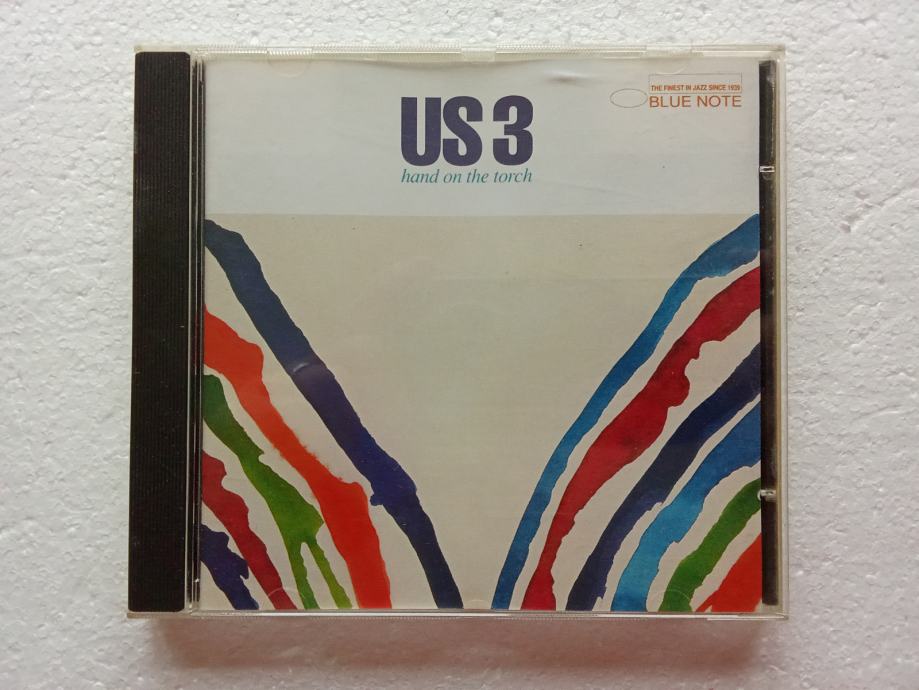 US 3
hand on the torch
THE FINEST IN JAZZ SINCE 1939
BLUE NOTE